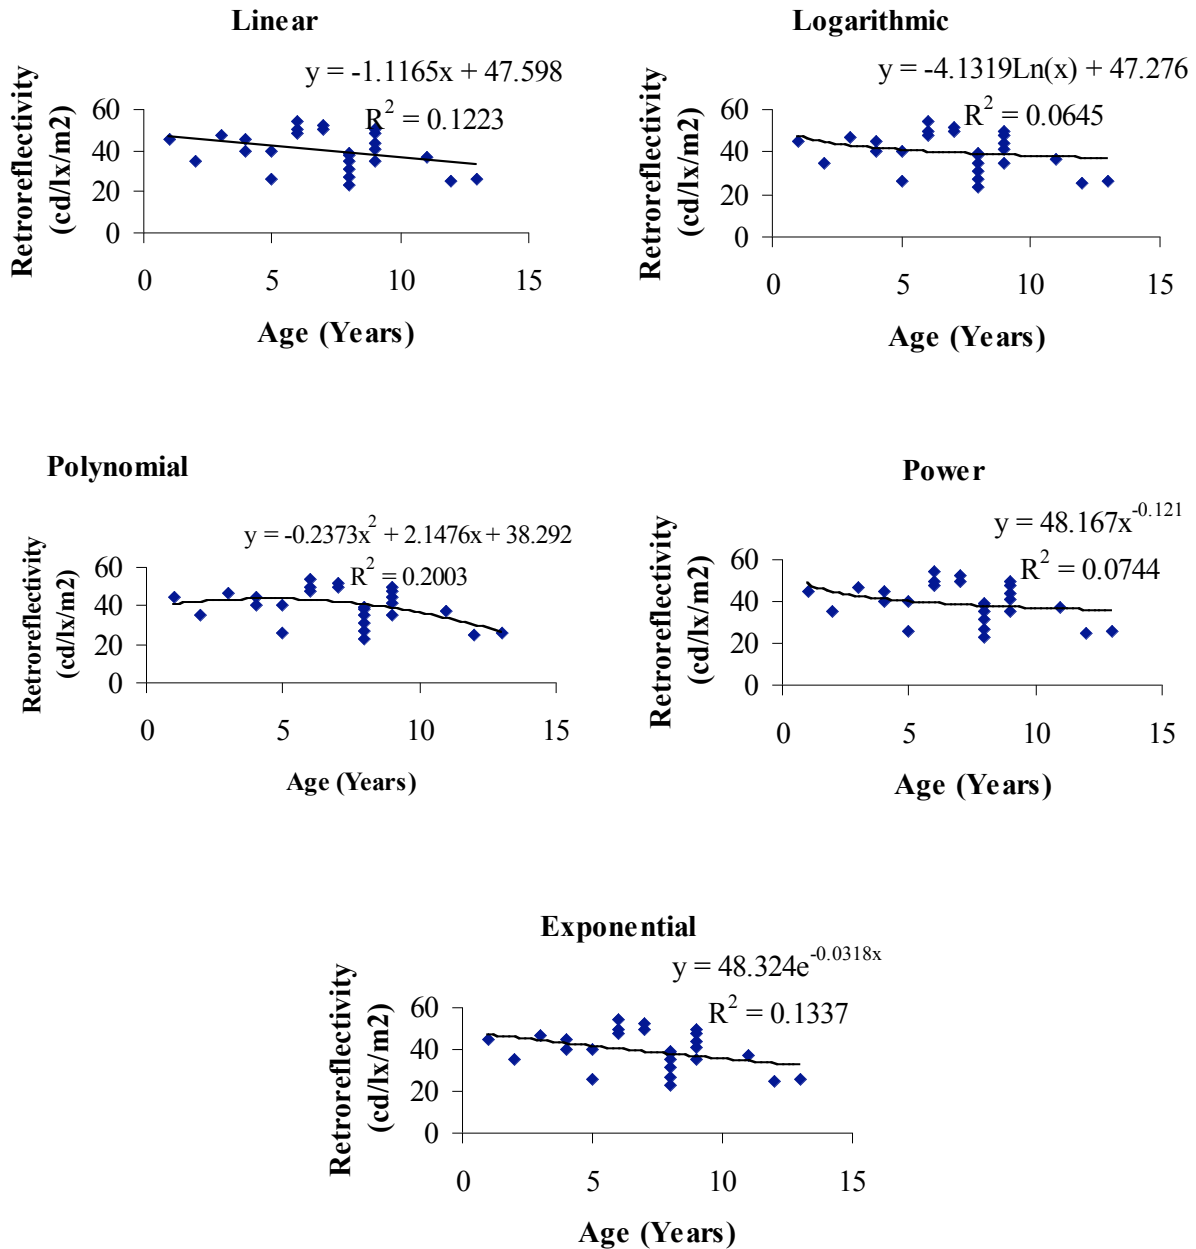 Linear
y = -1.1165x + 47.598
R² = 0.1223
Retroreflectivity
(cd/lx/m2)
60
40
20
0
0 5 10 15
Age (Years)
Logarithmic
y = -4.1319Ln(x) + 47.276
R² = 0.0645
Retroreflectivity
(cd/lx/m2)
60
40
20
0
0 5 10 15
Age (Years)
Polynomial
y = -0.2373x² + 2.1476x + 38.292
R² = 0.2003
Retroreflectivity
(cd/lx/m2)
60
40
20
0
0 5 10 15
Age (Years)
Power
y = 48.167x^-0.121
R² = 0.0744
Retroreflectivity
(cd/lx/m2)
60
40
20
0
0 5 10 15
Age (Years)
Exponential
y = 48.324e^-0.0318x
R² = 0.1337
Retroreflectivity
(cd/lx/m2)
60
40
20
0
0 5 10 15
Age (Years)